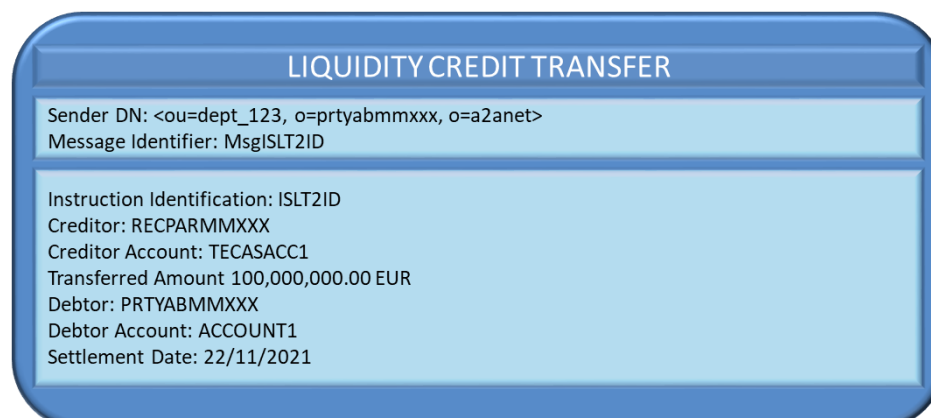 LIQUIDITY CREDIT TRANSFER
Sender DN: <ou=dept_123, o=prtyabmmxxx, o=a2anet>
Message Identifier: MsgISLT2ID
Instruction Identification: ISLT2ID
Creditor: RECPARMMXXX
Creditor Account: TECASACC1
Transferred Amount 100,000,000.00 EUR
Debtor: PRTYABMMXXX
Debtor Account: ACCOUNT1
Settlement Date: 22/11/2021